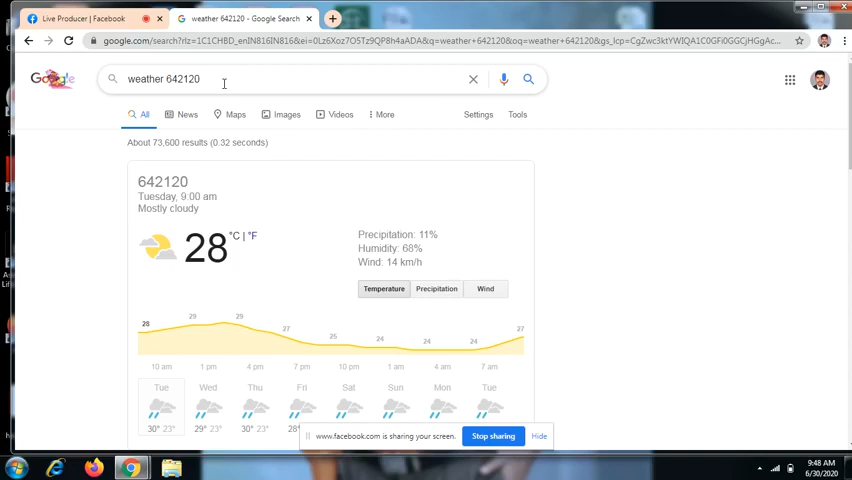 Live Producer | Facebook
weather 642120 - Google Search
google.com/search?rlz=1C1CHBD_enIN816IN816&ei=0Lz6Xoz7O5Tz9QP8h4aADA&q=weather+642120&oq=weather+642120&gs_lcp=CgZwc3ktYWIQA1C0GFi0GGCjHGgAc...
Google
weather 642120
All News Maps Images Videos More Settings Tools
About 73,600 results (0.32 seconds)
642120
Tuesday, 9:00 am
Mostly cloudy
28 °C | °F
Precipitation: 11%
Humidity: 68%
Wind: 14 km/h
Temperature Precipitation Wind
28 29 29 27 25 24 24 24 27
10 am 1 pm 4 pm 7 pm 10 pm 1 am 4 am 7 am
Tue Wed Thu Fri Sat Sun Mon Tue
30° 23° 29° 23° 30° 23° 28°
www.facebook.com is sharing your screen. Stop sharing Hide
9:48 AM
6/30/2020